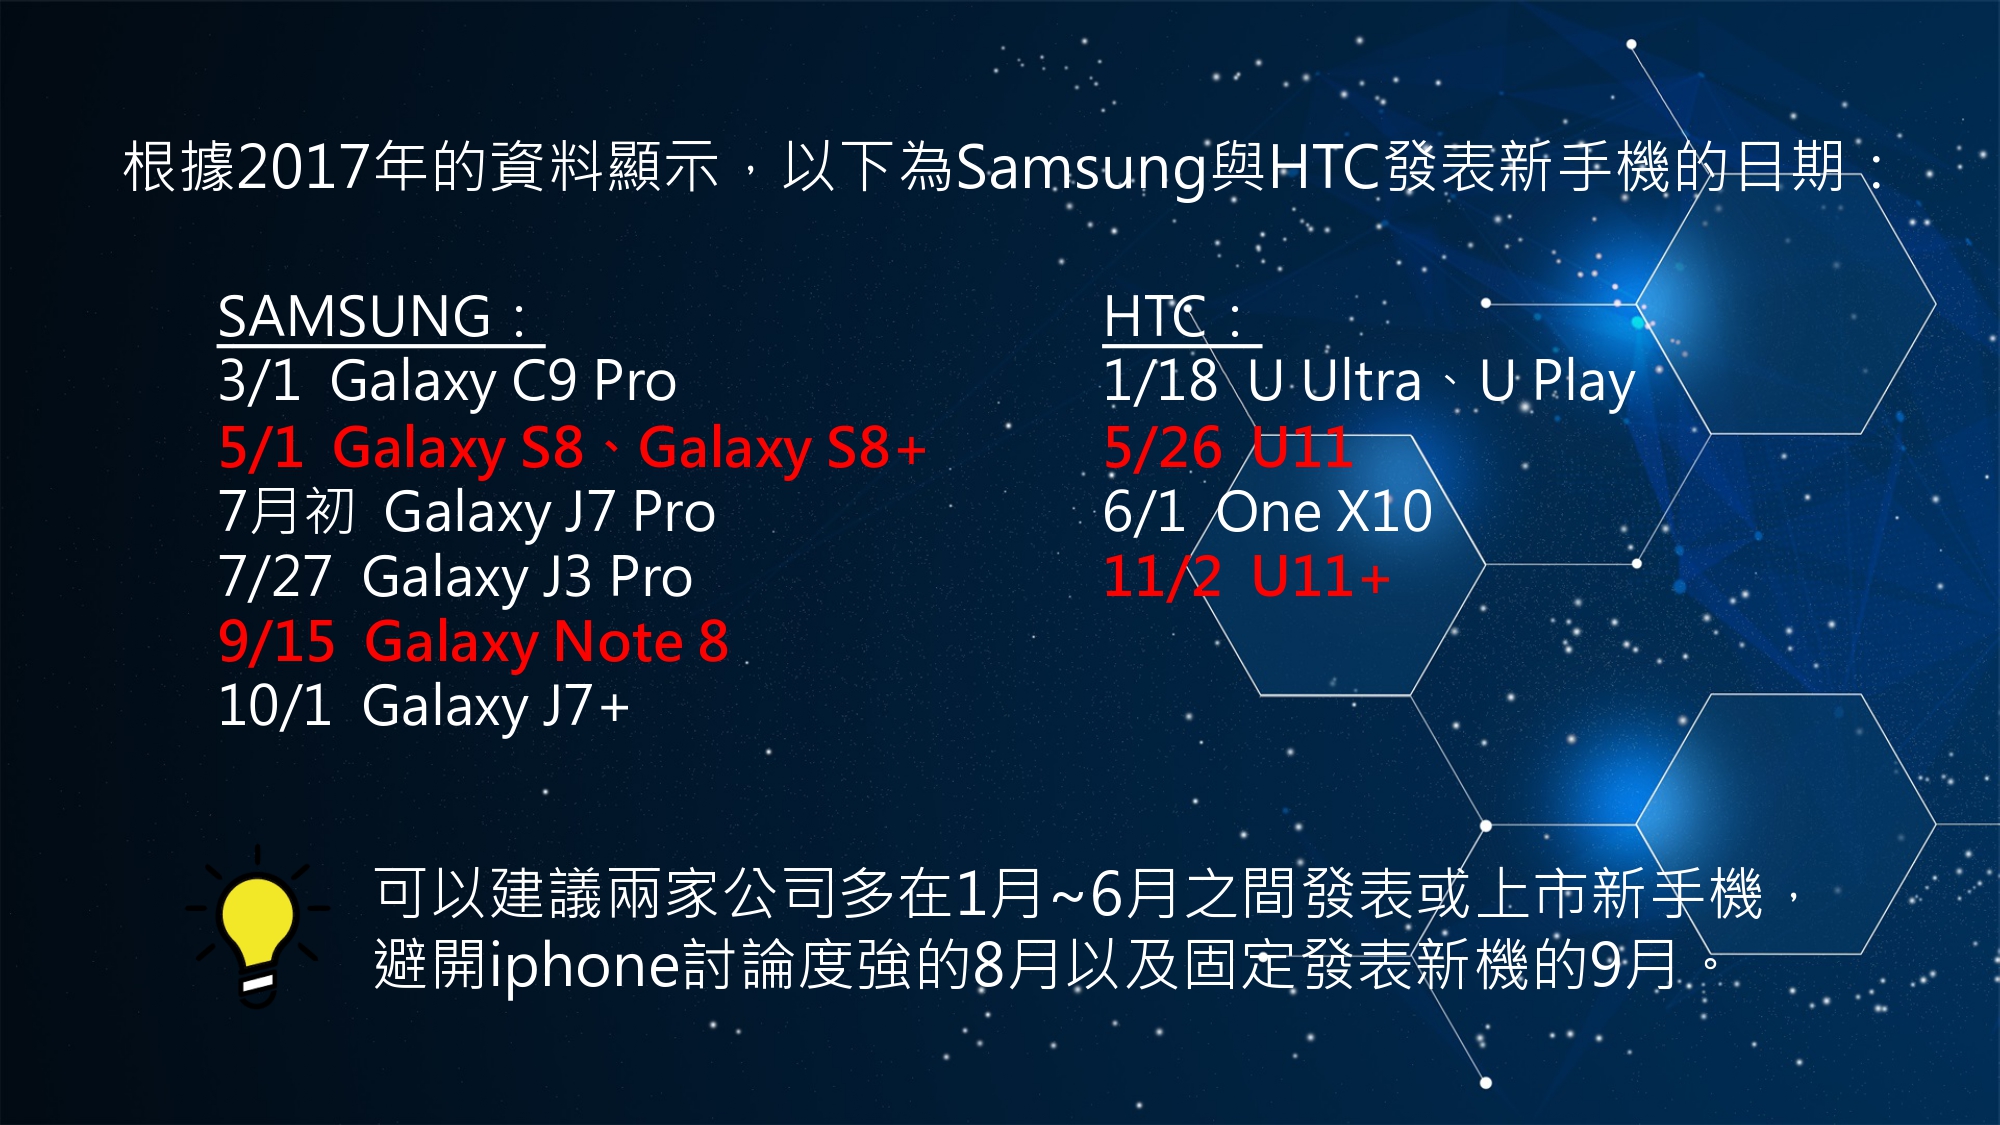 根據2017年的資料顯示，以下為Samsung與HTC發表新手機的日期：
SAMSUNG：
3/1 Galaxy C9 Pro
5/1 Galaxy S8、Galaxy S8+
7月初 Galaxy J7 Pro
7/27 Galaxy J3 Pro
9/15 Galaxy Note 8
10/1 Galaxy J7+
HTC：
1/18 U Ultra、U Play
5/26 U11
6/1 One X10
11/2 U11+
可以建議兩家公司多在1月~6月之間發表或上市新手機，
避開iphone討論度強的8月以及固定發表新機的9月。